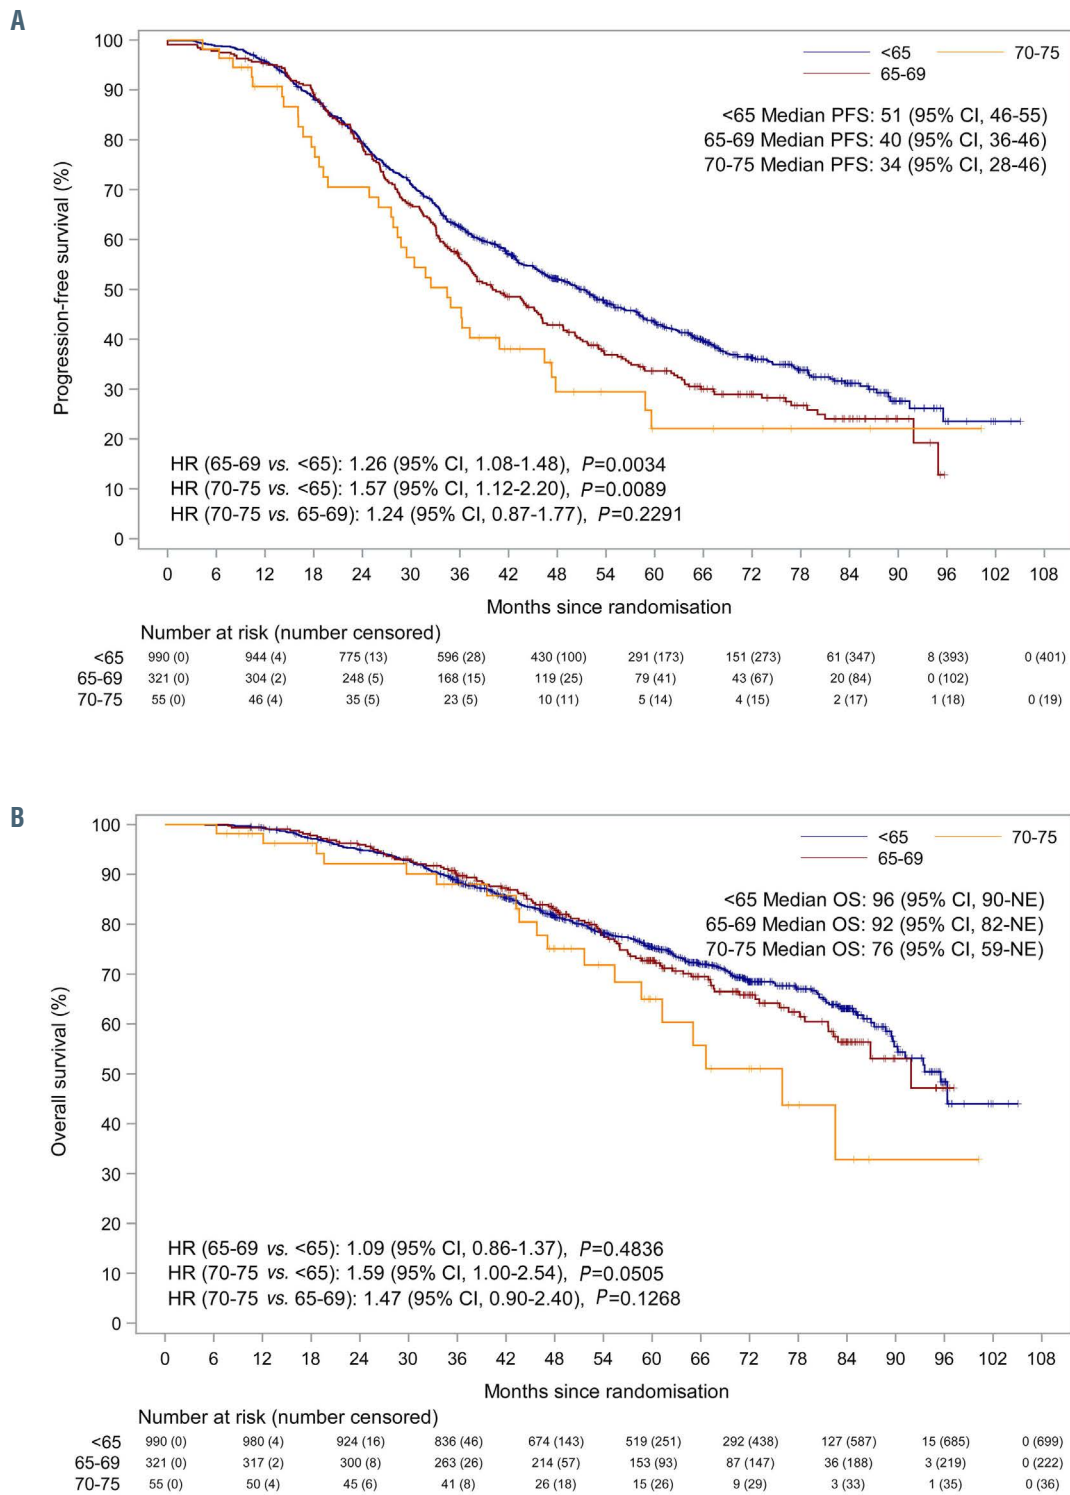 A
100
90
80
70
60
50
40
30
20
10
0
Progression-free survival (%)
<65 70-75
65-69
<65 Median PFS: 51 (95% CI, 46-55)
65-69 Median PFS: 40 (95% CI, 36-46)
70-75 Median PFS: 34 (95% CI, 28-46)
HR (65-69 vs. <65): 1.26 (95% CI, 1.08-1.48), P=0.0034
HR (70-75 vs. <65): 1.57 (95% CI, 1.12-2.20), P=0.0089
HR (70-75 vs. 65-69): 1.24 (95% CI, 0.87-1.77), P=0.2291
0 6 12 18 24 30 36 42 48 54 60 66 72 78 84 90 96 102 108
Months since randomisation
Number at risk (number censored)
<65 990 (0) 944 (4) 775 (13) 596 (28) 430 (100) 291 (173) 151 (273) 61 (347) 8 (393) 0 (401)
65-69 321 (0) 304 (2) 248 (5) 168 (15) 119 (25) 79 (41) 43 (67) 20 (84) 0 (102)
70-75 55 (0) 46 (4) 35 (5) 23 (5) 10 (11) 5 (14) 4 (15) 2 (17) 1 (18) 0 (19)
B
100
90
80
70
60
50
40
30
20
10
0
Overall survival (%)
<65 70-75
65-69
<65 Median OS: 96 (95% CI, 90-NE)
65-69 Median OS: 92 (95% CI, 82-NE)
70-75 Median OS: 76 (95% CI, 59-NE)
HR (65-69 vs. <65): 1.09 (95% CI, 0.86-1.37), P=0.4836
HR (70-75 vs. <65): 1.59 (95% CI, 1.00-2.54), P=0.0505
HR (70-75 vs. 65-69): 1.47 (95% CI, 0.90-2.40), P=0.1268
0 6 12 18 24 30 36 42 48 54 60 66 72 78 84 90 96 102 108
Months since randomisation
Number at risk (number censored)
<65 990 (0) 980 (4) 924 (16) 836 (46) 674 (143) 519 (251) 292 (438) 127 (587) 15 (685) 0 (699)
65-69 321 (0) 317 (2) 300 (8) 263 (26) 214 (57) 153 (93) 87 (147) 36 (188) 3 (219) 0 (222)
70-75 55 (0) 50 (4) 45 (6) 41 (8) 26 (18) 15 (26) 9 (29) 3 (33) 1 (35) 0 (36)